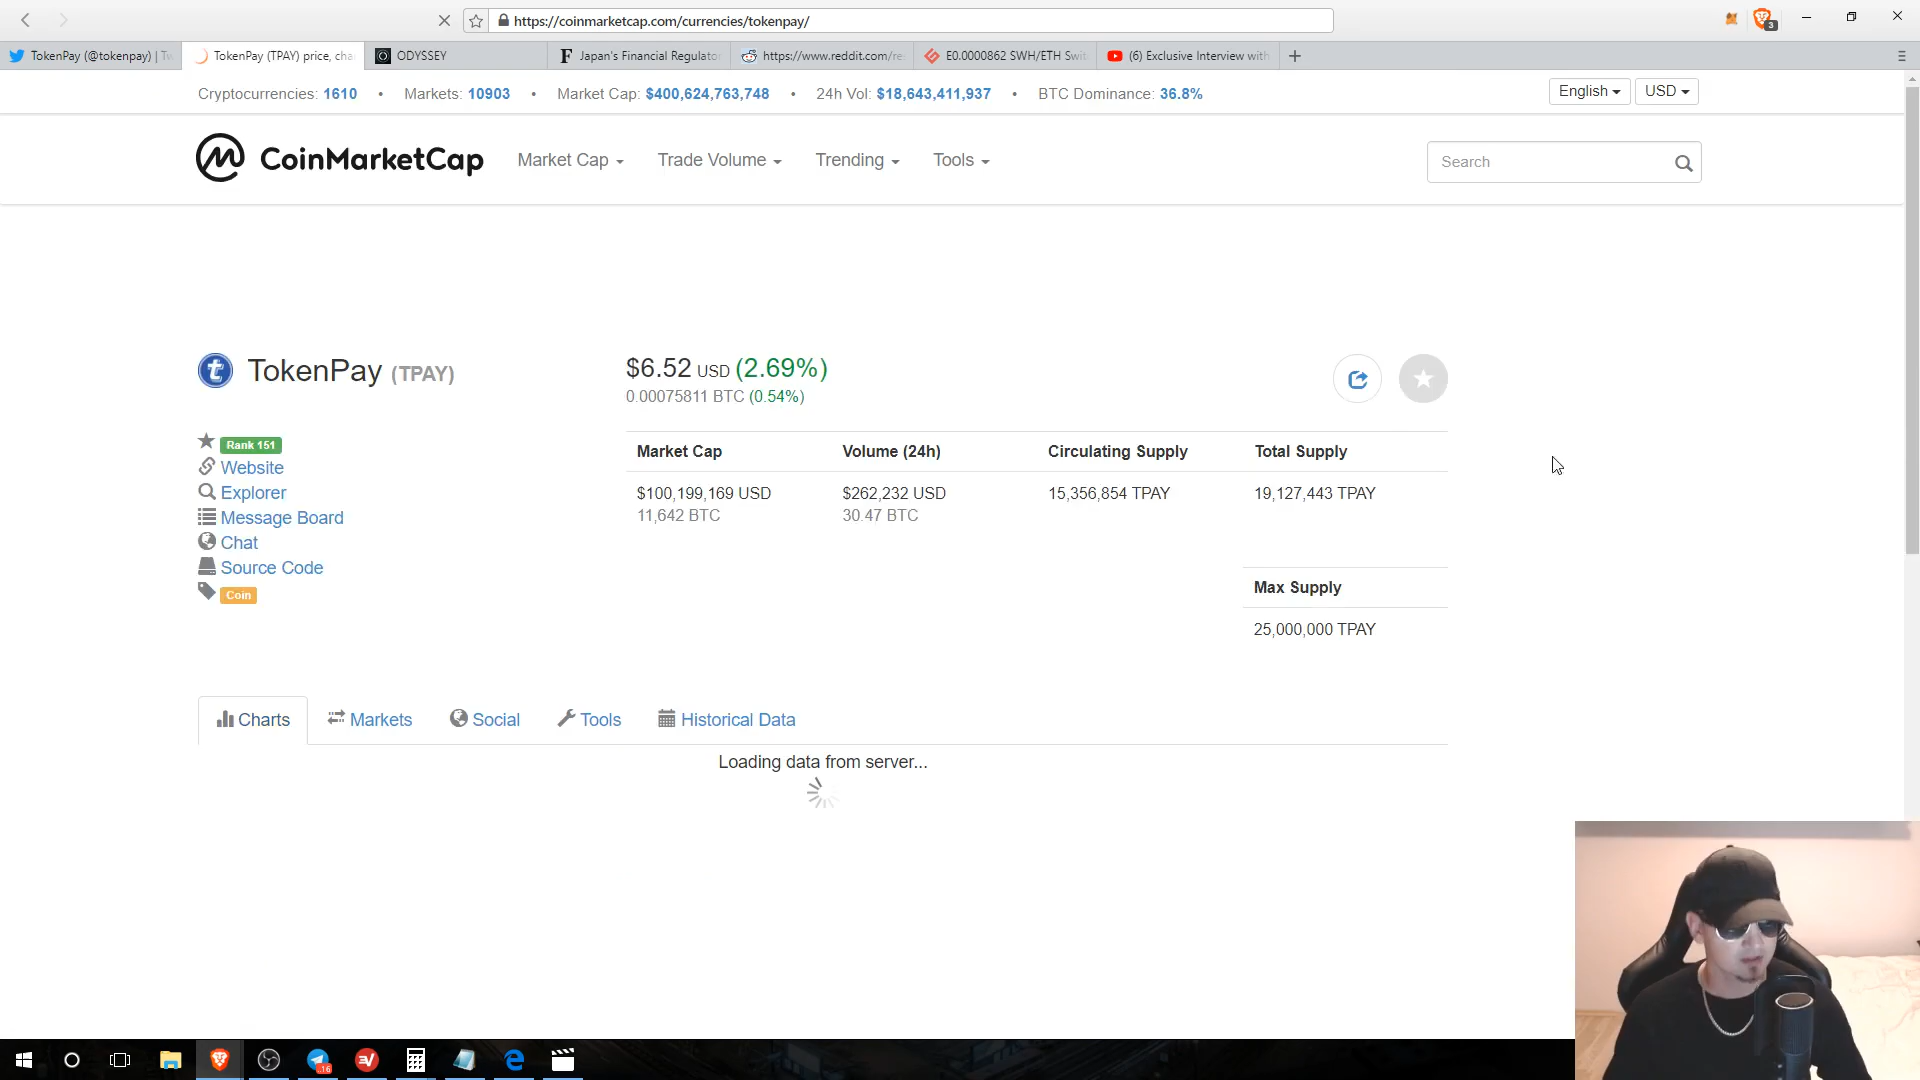 https://coinmarketcap.com/currencies/tokenpay/
TokenPay (@tokenpay) | Tw
TokenPay (TPAY) price, cha
ODYSSEY
Japan's Financial Regulator
https://www.reddit.com/re
E0.0000862 SWH/ETH Swit
(6) Exclusive Interview with
Cryptocurrencies: 1610 • Markets: 10903 • Market Cap: $400,624,763,748 • 24h Vol: $18,643,411,937 • BTC Dominance: 36.8%
English
USD
CoinMarketCap
Market Cap
Trade Volume
Trending
Tools
Search
TokenPay (TPAY)
$6.52 USD (2.69%)
0.00075811 BTC (0.54%)
Rank 151
Website
Explorer
Message Board
Chat
Source Code
Coin
Market Cap
Volume (24h)
Circulating Supply
Total Supply
$100,199,169 USD
$262,232 USD
15,356,854 TPAY
19,127,443 TPAY
11,642 BTC
30.47 BTC
Max Supply
25,000,000 TPAY
Charts
Markets
Social
Tools
Historical Data
Loading data from server...
3
16